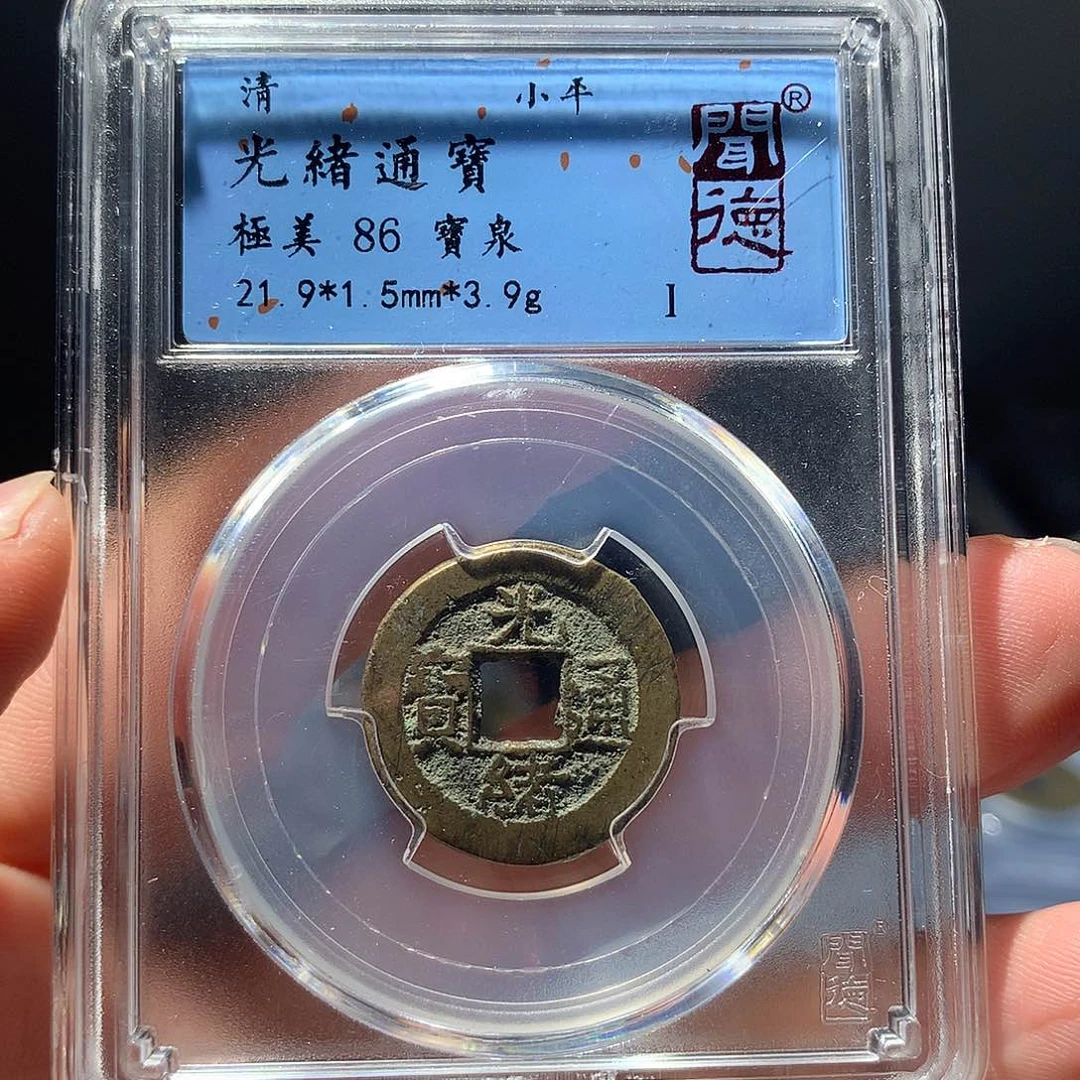 清 小平
光緒通寶
極美 86 寶泉
21.9*1.5mm*3.9g I
聞德®
光緒通寶
聞德